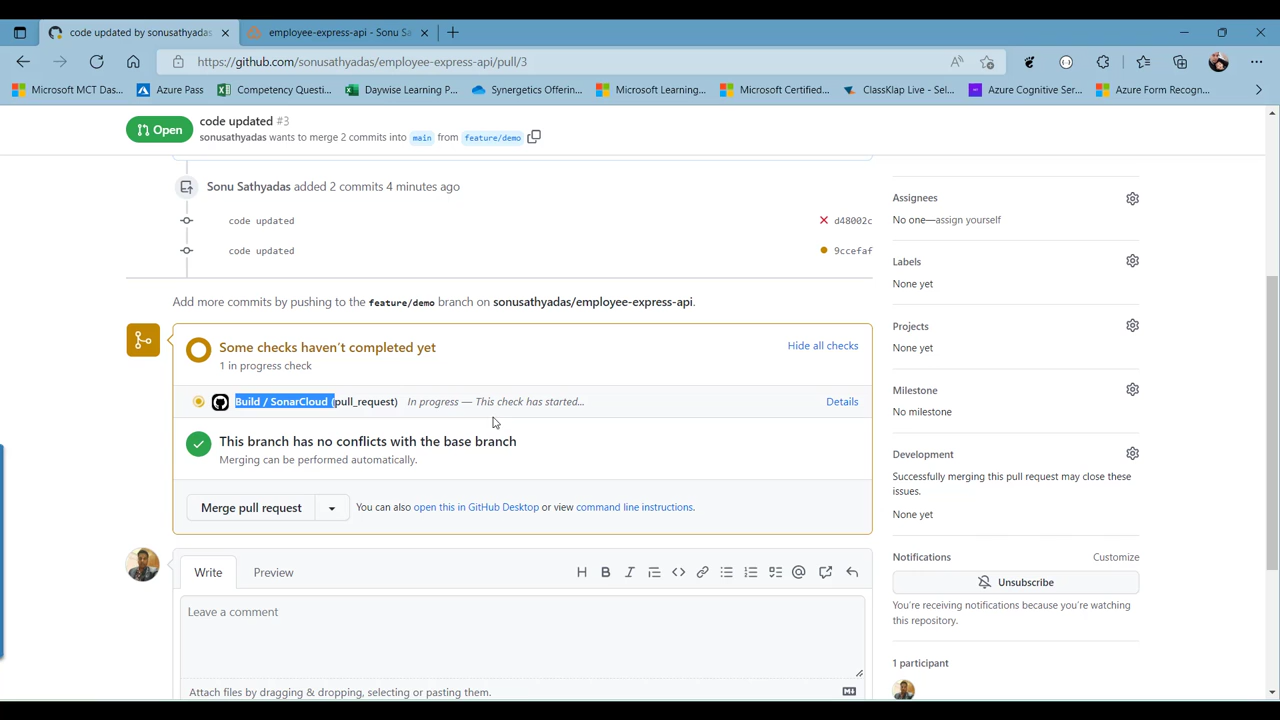 code updated by sonusathyadas
employee-express-api - Sonu Sa
https://github.com/sonusathyadas/employee-express-api/pull/3
Microsoft MCT Das...
Azure Pass
Competency Questi...
Daywise Learning P...
Synergetics Offerin...
Microsoft Learning...
Microsoft Certified...
ClassKlap Live - Sel...
Azure Cognitive Ser...
Azure Form Recogn...
Open
code updated #3
sonusathyadas wants to merge 2 commits into main from feature/demo
Sonu Sathyadas added 2 commits 4 minutes ago
code updated d48002c
code updated 9ccefaf
Add more commits by pushing to the feature/demo branch on sonusathyadas/employee-express-api.
Some checks haven't completed yet
Hide all checks
1 in progress check
Build / SonarCloud (pull_request) In progress — This check has started...
Details
This branch has no conflicts with the base branch
Merging can be performed automatically.
Merge pull request
You can also open this in GitHub Desktop or view command line instructions.
Write
Preview
Leave a comment
Attach files by dragging & dropping, selecting or pasting them.
Assignees
No one—assign yourself
Labels
None yet
Projects
None yet
Milestone
No milestone
Development
Successfully merging this pull request may close these
issues.
None yet
Notifications
Customize
Unsubscribe
You're receiving notifications because you're watching
this repository.
1 participant